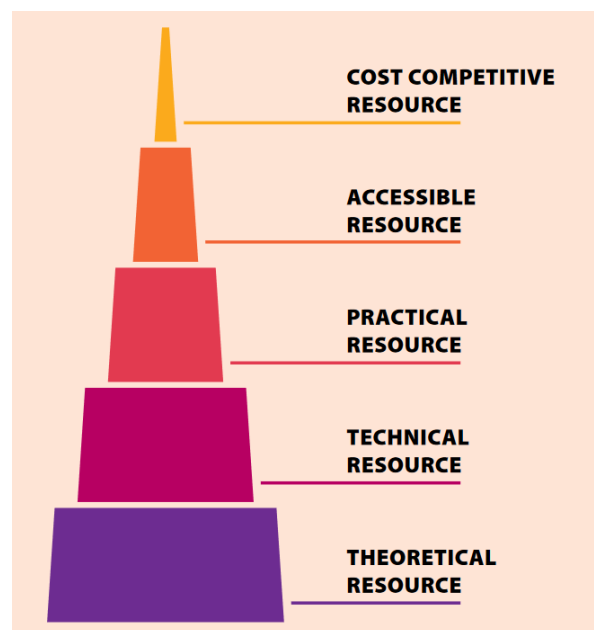 COST COMPETITIVE
RESOURCE
ACCESSIBLE
RESOURCE
PRACTICAL
RESOURCE
TECHNICAL
RESOURCE
THEORETICAL
RESOURCE